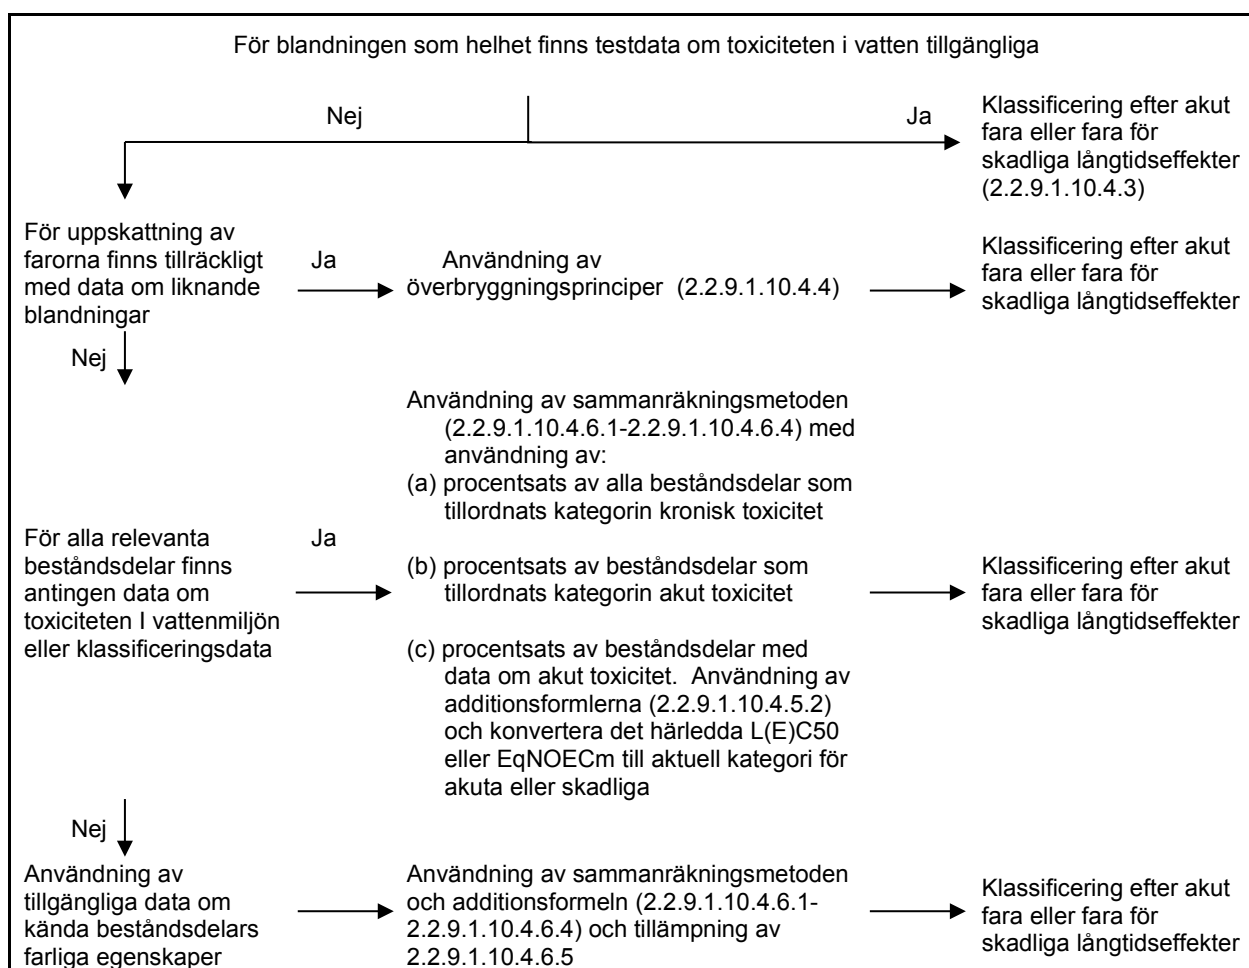 För blandningen som helhet finns testdata om toxiciteten i vatten tillgängliga
Nej
Ja
Klassificering efter akut
fara eller fara för
skadliga långtidseffekter
(2.2.9.1.10.4.3)
För uppskattning av
farorna finns tillräckligt
med data om liknande
blandningar
Ja
Användning av
överbryggningsprinciper (2.2.9.1.10.4.4)
Klassificering efter akut
fara eller fara för
skadliga långtidseffekter
Nej
För alla relevanta
beståndsdelar finns
antingen data om
toxiciteten I vattenmiljön
eller klassificeringsdata
Ja
Användning av sammanräkningsmetoden
(2.2.9.1.10.4.6.1-2.2.9.1.10.4.6.4) med
användning av:
(a) procentsats av alla beståndsdelar som
tillordnats kategorin kronisk toxicitet
(b) procentsats av beståndsdelar som
tillordnats kategorin akut toxicitet
(c) procentsats av beståndsdelar med
data om akut toxicitet. Användning av
additionsformlerna (2.2.9.1.10.4.5.2)
och konvertera det härledda L(E)C50
eller EqNOECm till aktuell kategori för
akuta eller skadliga
Klassificering efter akut
fara eller fara för
skadliga långtidseffekter
Nej
Användning av
tillgängliga data om
kända beståndsdelars
farliga egenskaper
Användning av sammanräkningsmetoden
och additionsformeln (2.2.9.1.10.4.6.1-
2.2.9.1.10.4.6.4) och tillämpning av
2.2.9.1.10.4.6.5
Klassificering efter akut
fara eller fara för
skadliga långtidseffekter